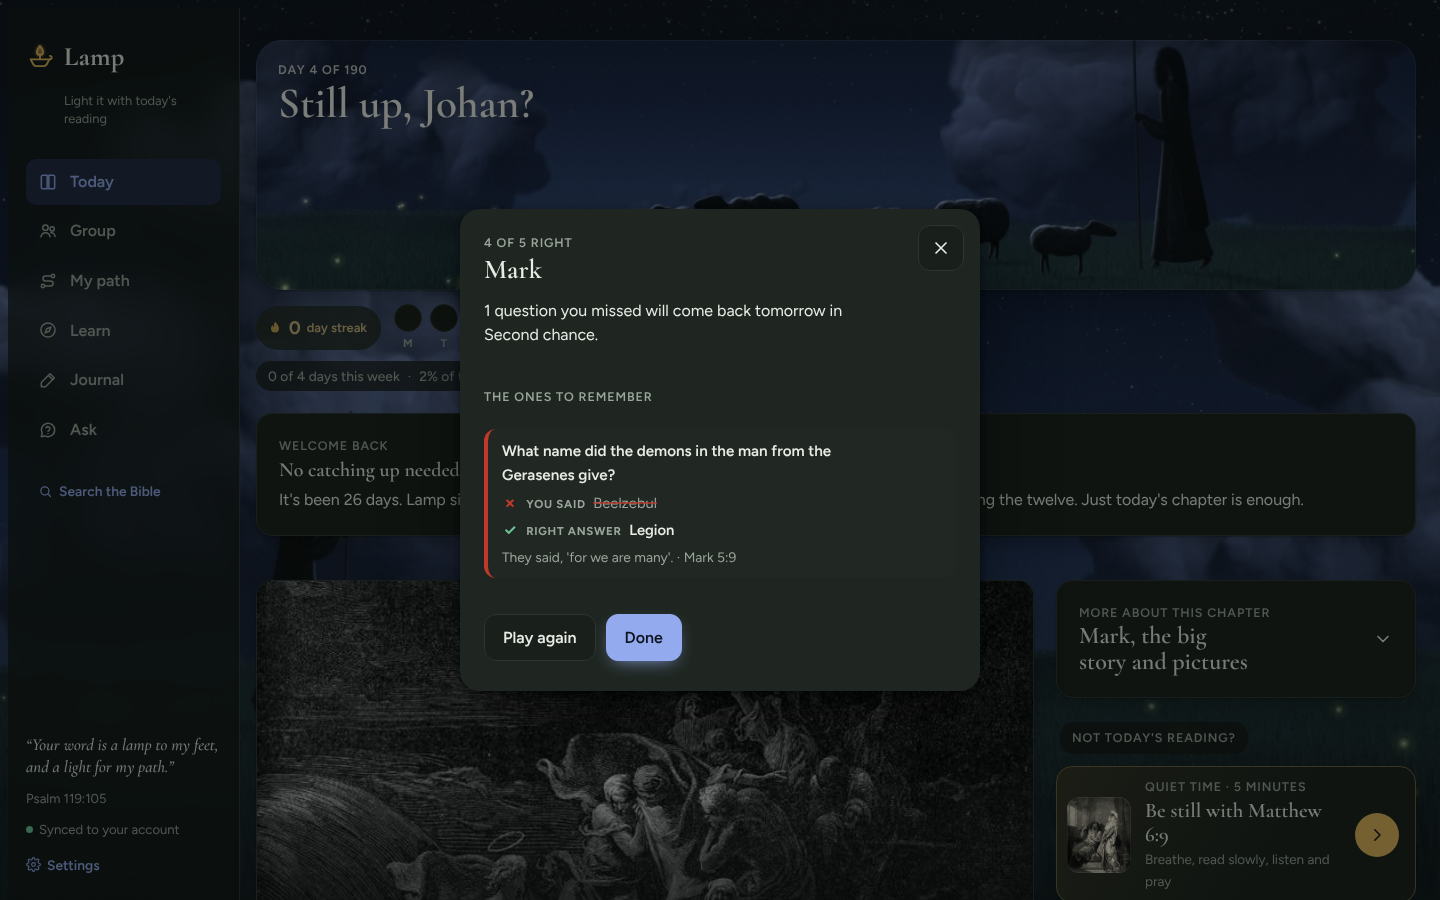 Lamp
Light it with today's
reading
Today
Group
My path
Learn
Journal
Ask
Search the Bible
“Your word is a lamp to my feet,
and a light for my path.”
Psalm 119:105
Synced to your account
Settings
DAY 4 OF 190
Still up, Johan?
0 day streak
M T
0 of 4 days this week · 2% of
WELCOME BACK
No catching up needed
It's been 26 days. Lamp
ng the twelve. Just today's chapter is enough.
4 OF 5 RIGHT
Mark
1 question you missed will come back tomorrow in
Second chance.
THE ONES TO REMEMBER
What name did the demons in the man from the
Gerasenes give?
YOU SAID Beelzebul
RIGHT ANSWER Legion
They said, 'for we are many'. · Mark 5:9
Play again
Done
MORE ABOUT THIS CHAPTER
Mark, the big
story and pictures
NOT TODAY'S READING?
QUIET TIME · 5 MINUTES
Be still with Matthew
6:9
Breathe, read slowly, listen and
pray